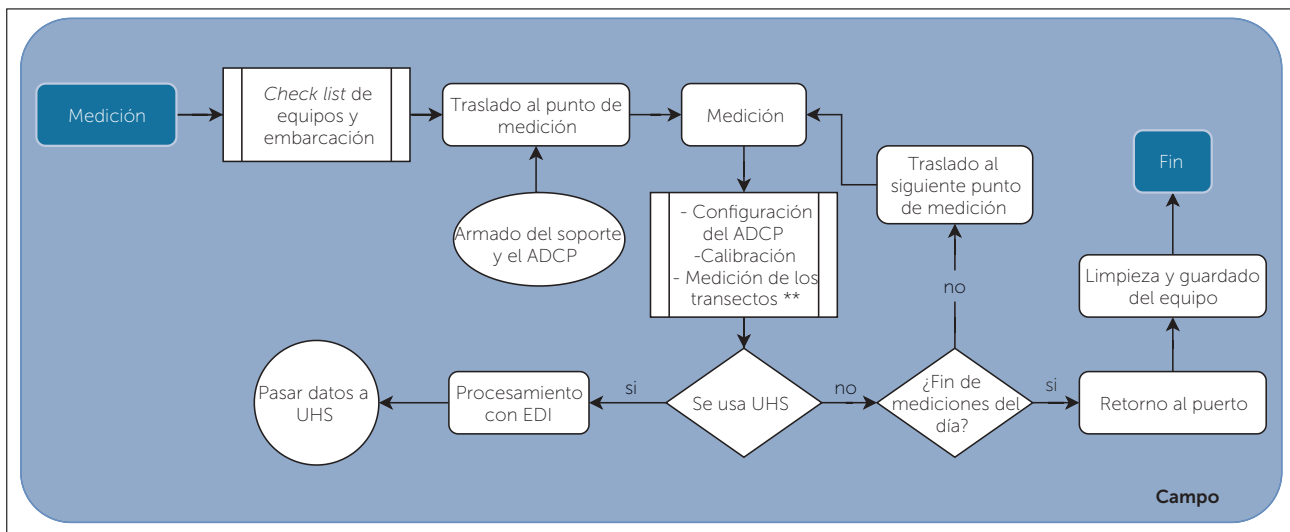 Medición
Check list de
equipos y
embarcación
Traslado al punto de
medición
Medición
Armado del soporte
y el ADCP
- Configuración
del ADCP
-Calibración
- Medición de los
transectos **
Traslado al
siguiente punto
de medición
Fin
Limpieza y guardado
del equipo
no
Pasar datos a
UHS
Procesamiento
con EDI
si
Se usa UHS
no
¿Fin de
mediciones del
día?
si
Retorno al puerto
Campo